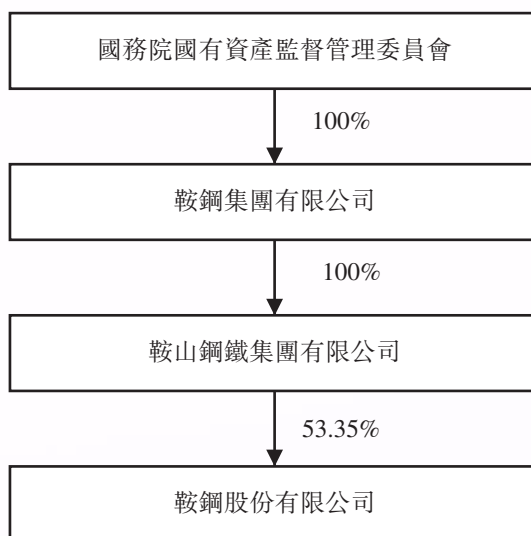 國務院國有資產監督管理委員會
100%
鞍鋼集團有限公司
100%
鞍山鋼鐵集團有限公司
53.35%
鞍鋼股份有限公司